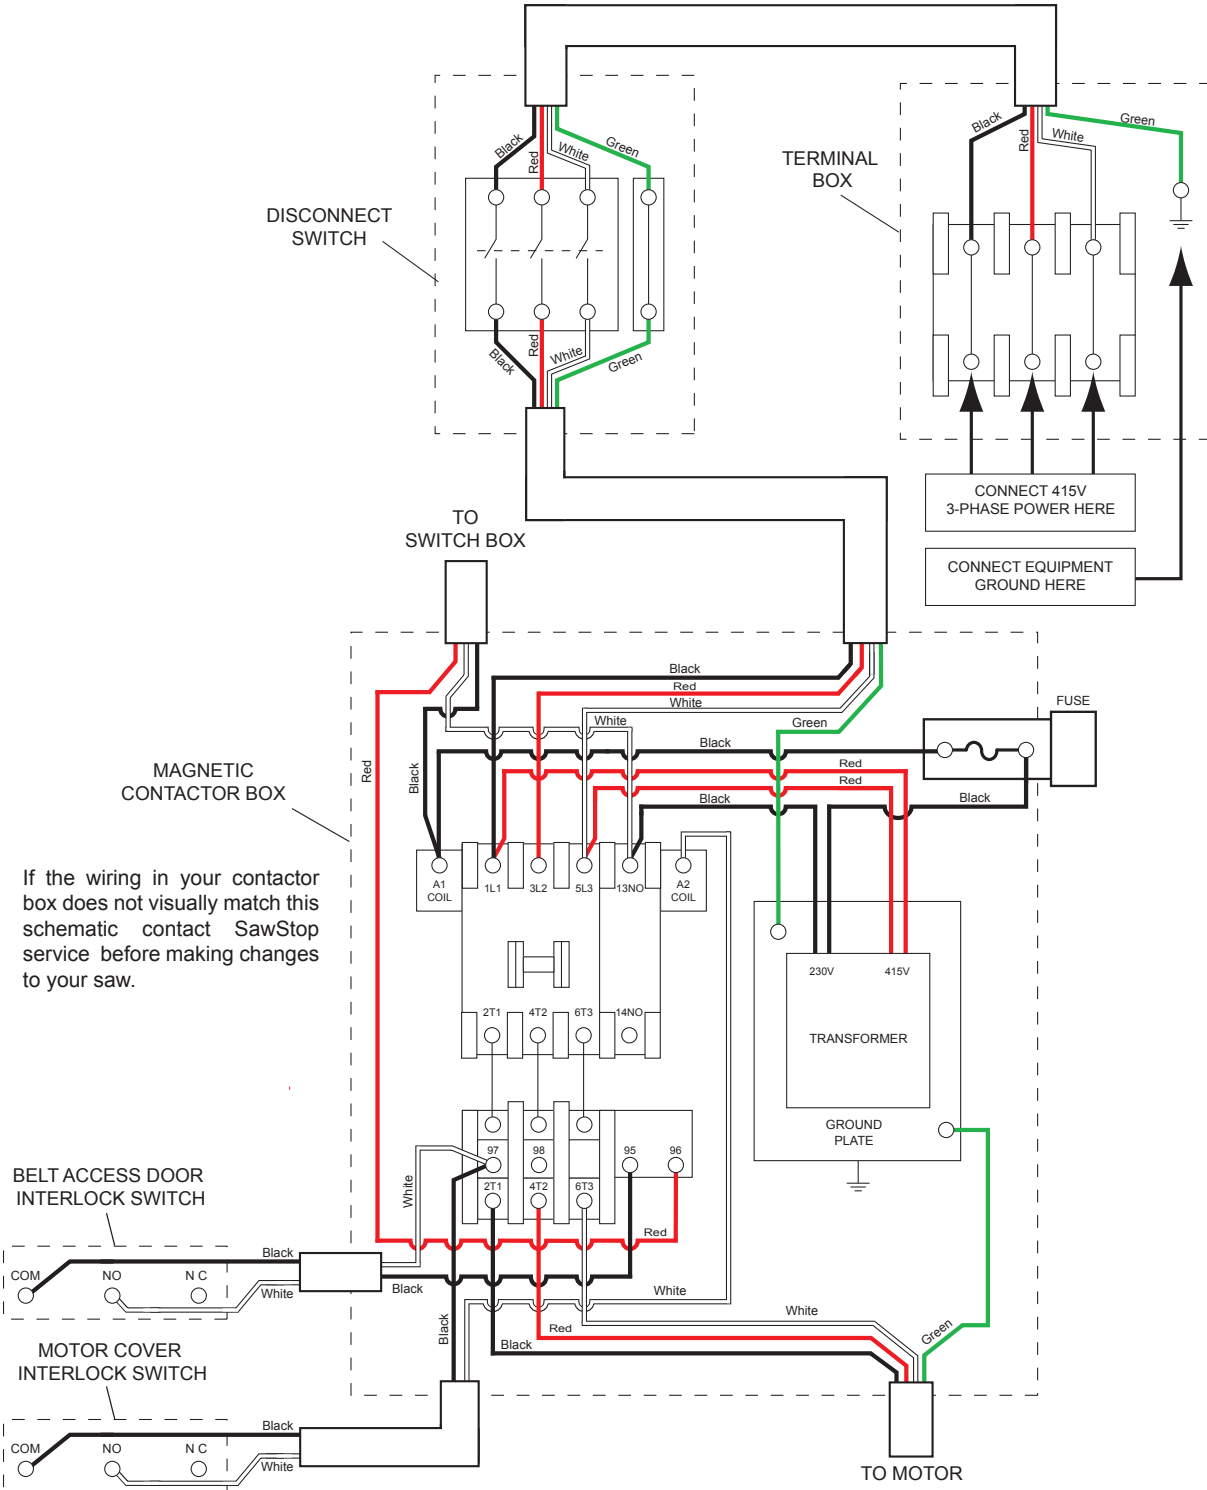 Black
Red
White
Green
DISCONNECT
SWITCH
Black
Red
White
Green
Black
Red
White
Green
TERMINAL
BOX
CONNECT 415V
3-PHASE POWER HERE
CONNECT EQUIPMENT
GROUND HERE
TO
SWITCH BOX
MAGNETIC
CONTACTOR BOX
If the wiring in your contactor
box does not visually match this
schematic contact SawStop
service before making changes
to your saw.
Black
Red
White
White
Green
FUSE
Black
Red
Red
Black
Black
Red
Black
A1
COIL
1L1
3L2
5L3
13NO
A2
COIL
2T1
4T2
6T3
14NO
230V
415V
TRANSFORMER
GROUND
PLATE
97
98
95
96
2T1
4T2
6T3
White
Red
BELT ACCESS DOOR
INTERLOCK SWITCH
COM
NO
N C
Black
White
Black
White
Black
White
Red
Black
Green
MOTOR COVER
INTERLOCK SWITCH
COM
NO
N C
Black
White
TO MOTOR